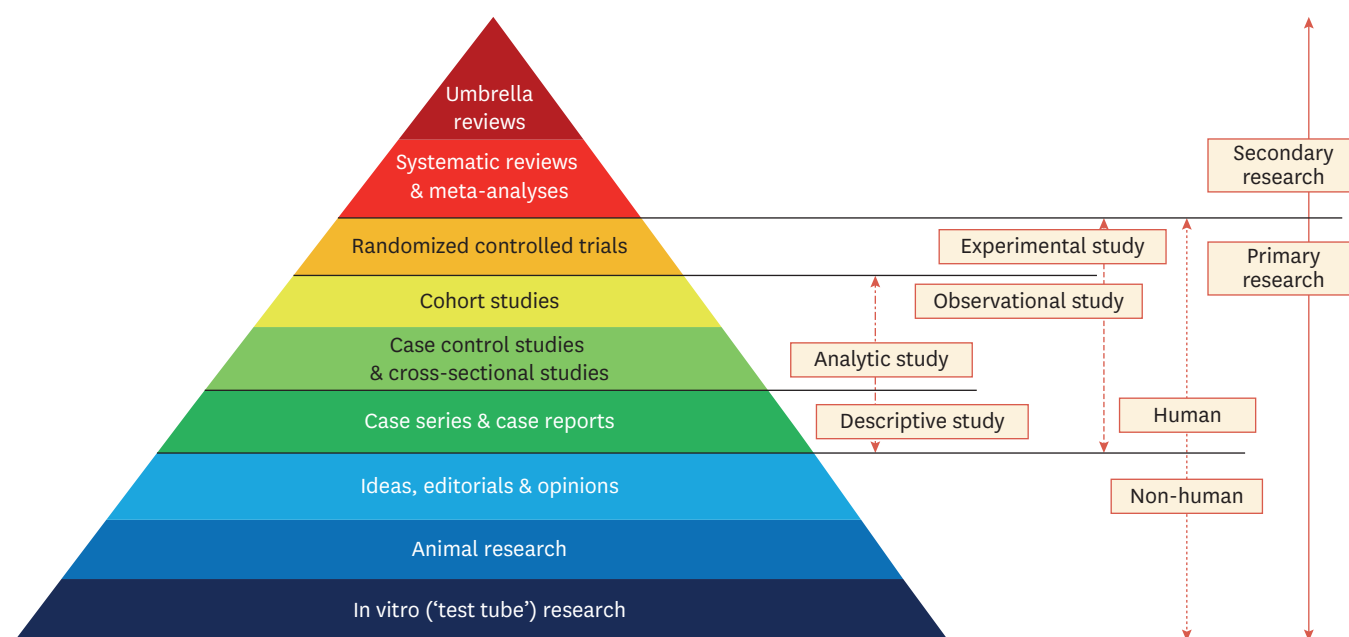 Umbrella
reviews
Systematic reviews
& meta-analyses
Randomized controlled trials
Cohort studies
Case control studies
& cross-sectional studies
Case series & case reports
Ideas, editorials & opinions
Animal research
In vitro (‘test tube’) research
Secondary
research
Experimental study
Primary
research
Observational study
Analytic study
Descriptive study
Human
Non-human